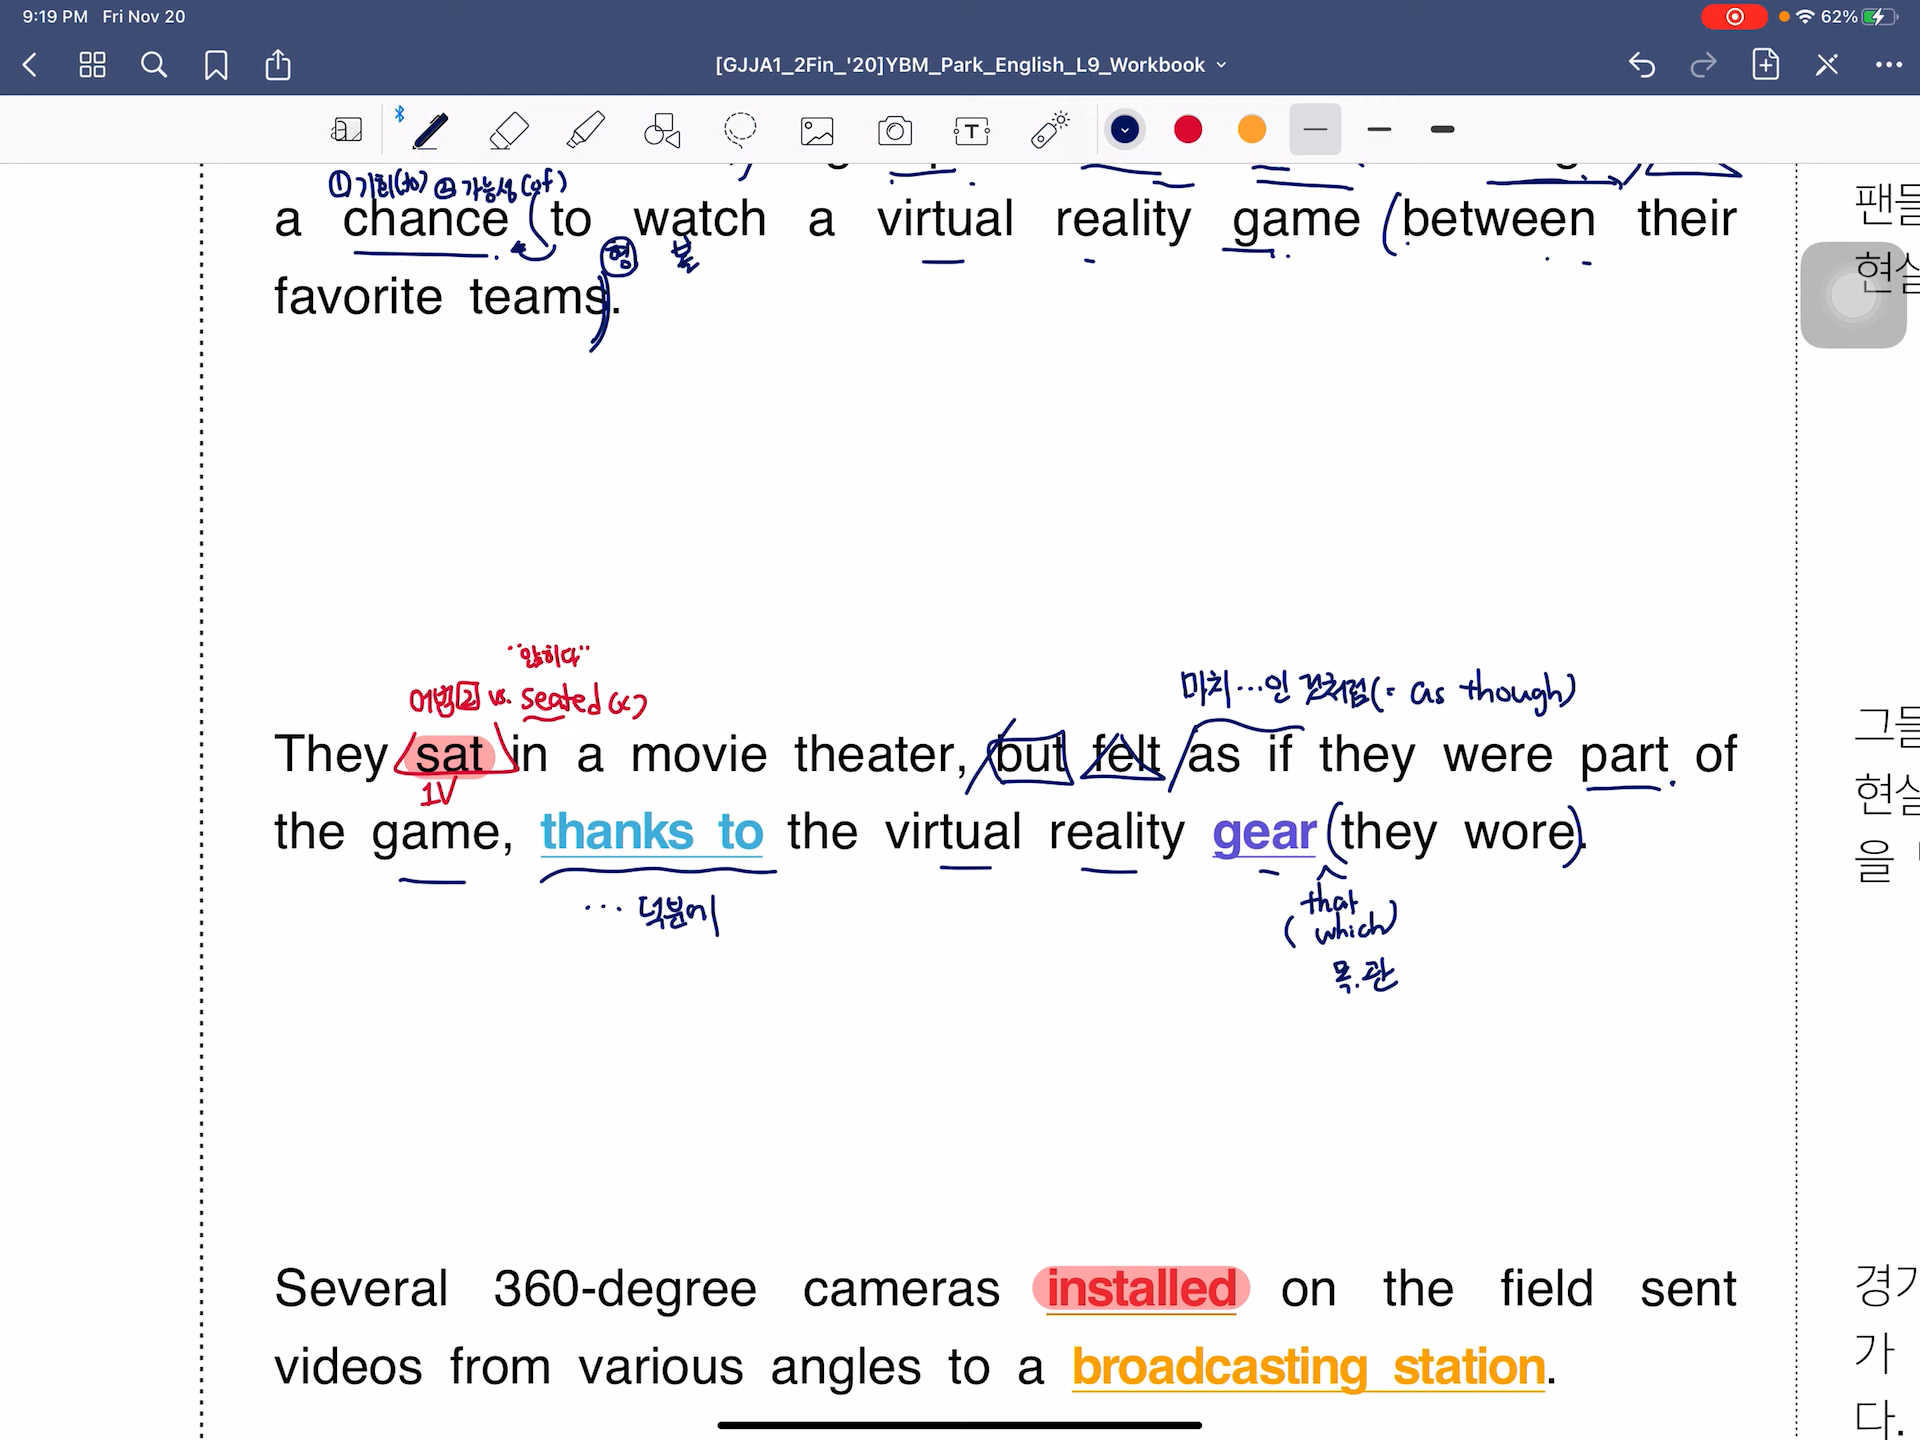 9:19 PM Fri Nov 20
62%
[GJJA1_2Fin_'20]YBM_Park_English_L9_Workbook
T
① 기회(to) ② 가능성(of)
a chance to watch a virtual reality game (between their
형
favorite teams).
팬들
현실
"앉히다"
어법 2 vs. seated (x)
마치…인 것처럼(= as though)
They sat in a movie theater, but felt as if they were part of
1V
the game, thanks to the virtual reality gear (they wore).
… 덕분에
that
( which )
목.관
그들
현실
을
Several 360-degree cameras installed on the field sent
videos from various angles to a broadcasting station.
경기
가
다.